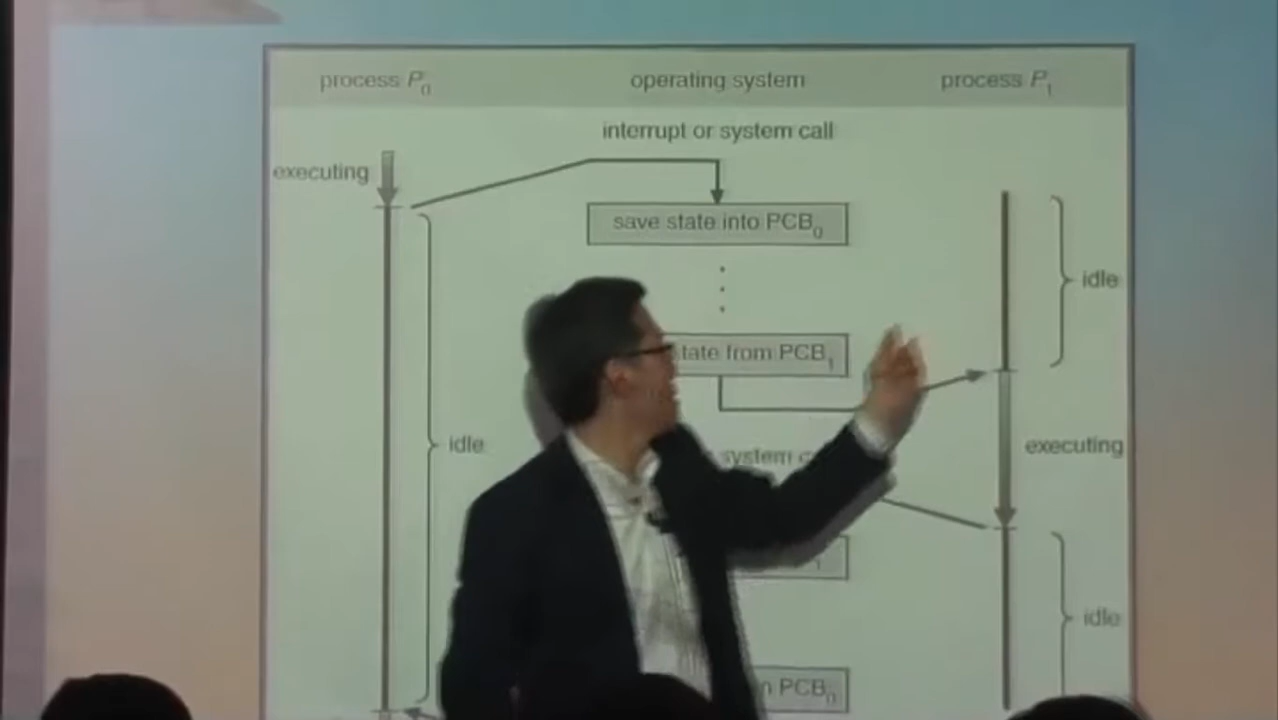 process P0 operating system process P1
interrupt or system call
executing
save state into PCB0
idle
from PCB1
idle
executing
system
idle
PCB0